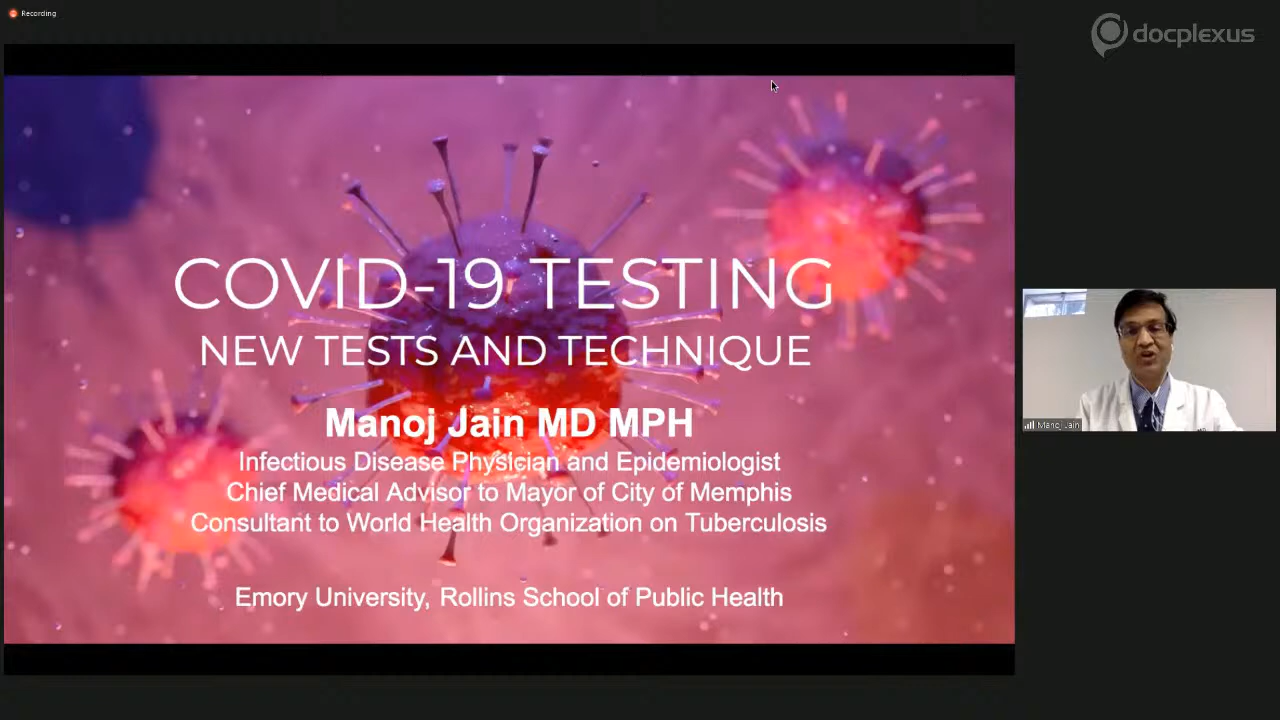 Recording
docplexus
COVID-19 TESTING
NEW TESTS AND TECHNIQUE
Manoj Jain MD MPH
Infectious Disease Physician and Epidemiologist
Chief Medical Advisor to Mayor of City of Memphis
Consultant to World Health Organization on Tuberculosis
Emory University, Rollins School of Public Health
Manoj Jain